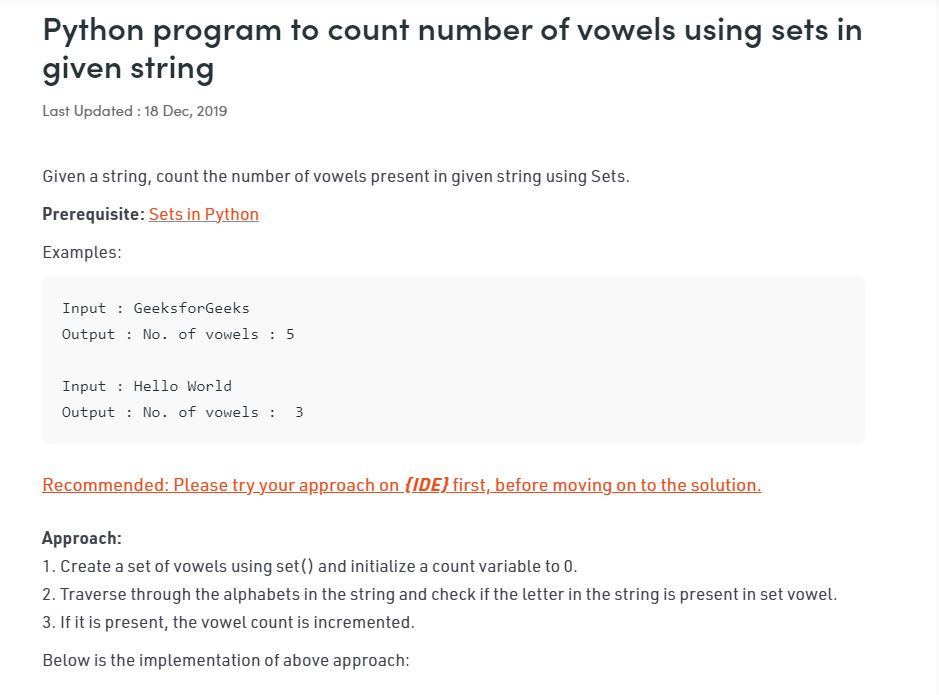 Python program to count number of vowels using sets in
given string
Last Updated : 18 Dec, 2019
Given a string, count the number of vowels present in given string using Sets.
Prerequisite: Sets in Python
Examples:
Input : GeeksforGeeks
Output : No. of vowels : 5
Input : Hello World
Output : No. of vowels :  3
Recommended: Please try your approach on {IDE} first, before moving on to the solution.
Approach:
1. Create a set of vowels using set() and initialize a count variable to 0.
2. Traverse through the alphabets in the string and check if the letter in the string is present in set vowel.
3. If it is present, the vowel count is incremented.
Below is the implementation of above approach: